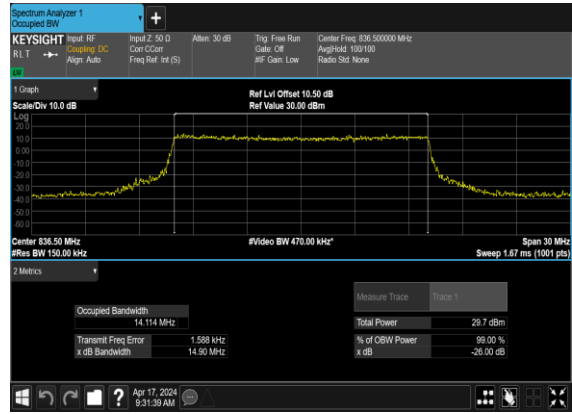 Spectrum Analyzer 1
Occupied BW
KEYSIGHT Input: RF Input Z: 50 Ω Atten: 30 dB Trig: Free Run Center Freq: 836.500000 MHz
RLT Coupling: DC Corr CCorr Gate: Off Avg|Hold: 100/100
Align: Auto Freq Ref: Int (S) #IF Gain: Low Radio Std: None
LW
1 Graph
Ref Lvl Offset 10.50 dB
Scale/Div 10.0 dB Ref Value 30.00 dBm
Log
20.0
10.0
0.00
-10.0
-20.0
-30.0
-40.0
-50.0
-60.0
Center 836.50 MHz #Video BW 470.00 kHz* Span 30 MHz
#Res BW 150.00 kHz Sweep 1.67 ms (1001 pts)
2 Metrics
Measure Trace Trace 1
Occupied Bandwidth
14.114 MHz Total Power 29.7 dBm
Transmit Freq Error 1.588 kHz % of OBW Power 99.00 %
x dB Bandwidth 14.90 MHz x dB -26.00 dB
Apr 17, 2024
9:31:39 AM